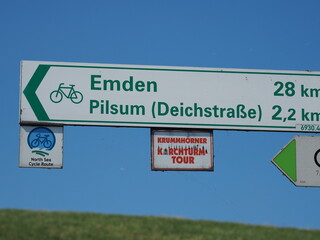 Emden 28 km
Pilsum (Deichstraße) 2,2 km
North Sea
Cycle Route
KRUMMHÖRNER
KIRCHTURM
TOUR